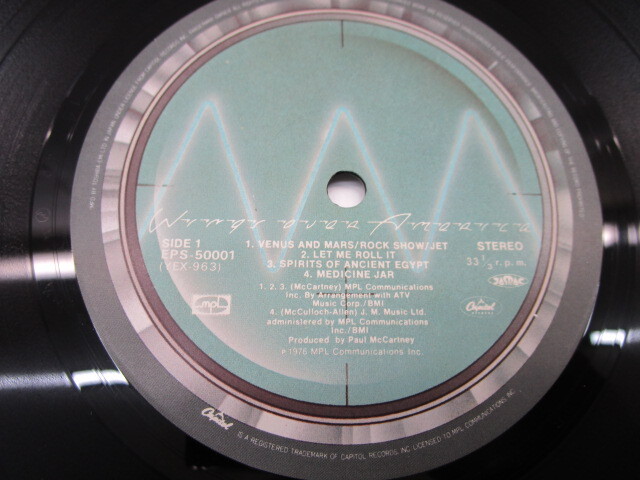 Wings over America
SIDE 1
EPS-50001
(YEX-963)
1. VENUS AND MARS/ROCK SHOW/JET
2. LET ME ROLL IT
3. SPIRITS OF ANCIENT EGYPT
4. MEDICINE JAR
STEREO
33 1/3 r.p.m.
1. 2. 3. (McCartney) MPL Communications
Inc. By Arrangement with ATV
Music Corp./BMI
4. (McCulloch-Allen) J. M. Music Ltd.
administered by MPL Communications
Inc./BMI
Produced by Paul McCartney
℗ 1976 MPL Communications Inc.
mpl
Capitol
Capitol
IS A REGISTERED TRADEMARK OF CAPITOL RECORDS, INC. LICENSED TO MPL COMMUNICATIONS INC.